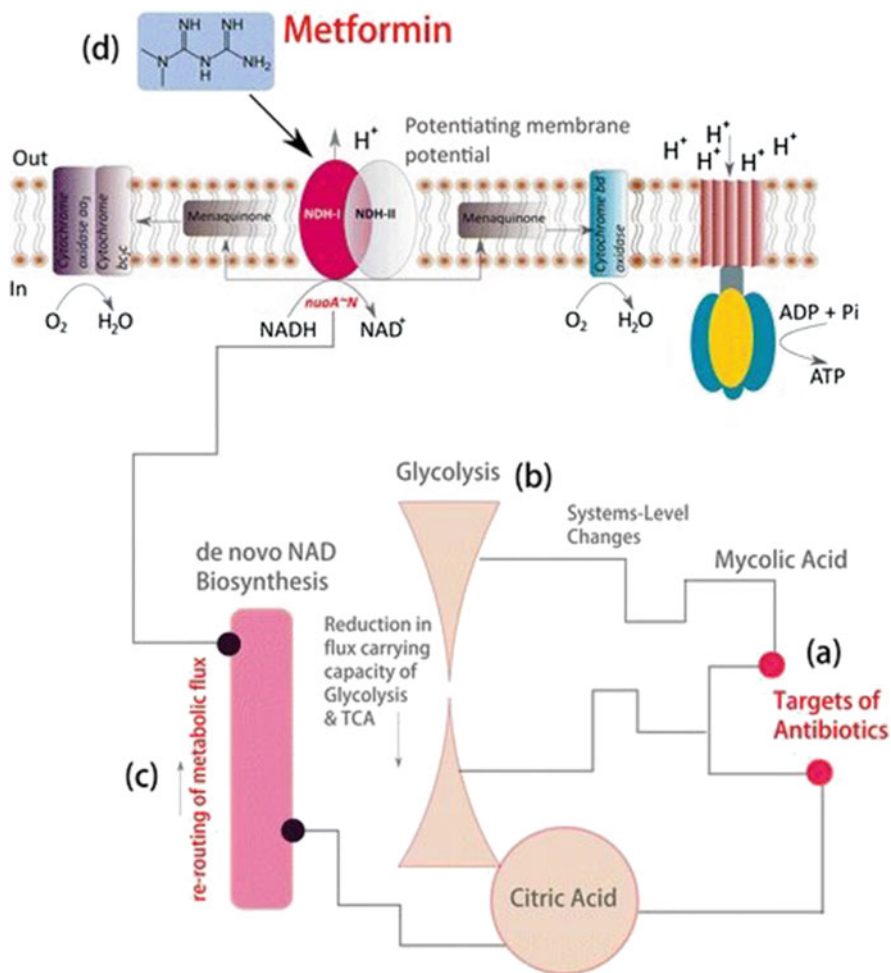 (d)
NH NH
N N H NH₂
Metformin
H⁺
Potentiating membrane
potential
H⁺
H⁺
H⁺
H⁺
H⁺
Out
In
Cytochrome
oxidase aa₃
Cytochrome
bc₁c
Menaquinone
NDH-I
NDH-II
Menaquinone
Cytochrome bd
oxidase
O₂
H₂O
nuoA~N
NADH
NAD⁺
O₂
H₂O
ADP + Pi
ATP
Glycolysis
(b)
Systems-Level
Changes
Mycolic Acid
de novo NAD
Biosynthesis
Reduction in
flux carrying
capacity of
Glycolysis
& TCA
(a)
Targets of
Antibiotics
(c)
re-routing of metabolic flux
Citric Acid